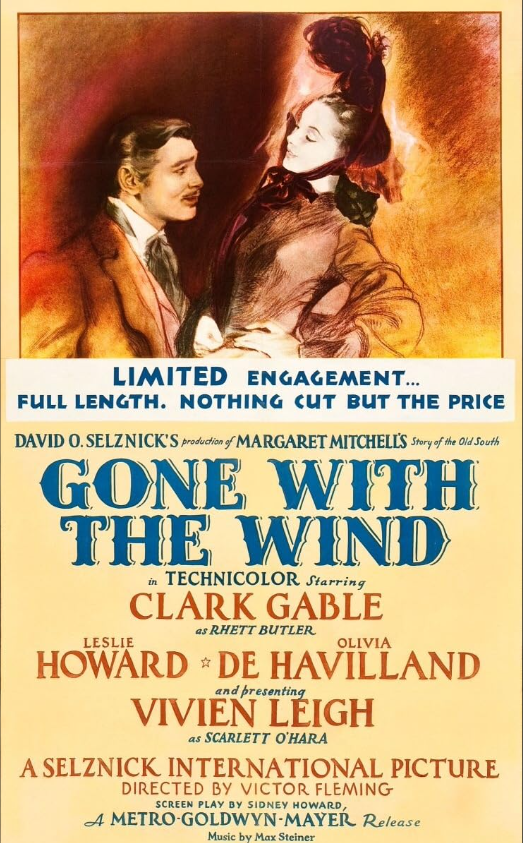 LIMITED ENGAGEMENT...
FULL LENGTH. NOTHING CUT BUT THE PRICE
DAVID O. SELZNICK'S production of MARGARET MITCHELL'S Story of the Old South
GONE WITH
THE WIND
in TECHNICOLOR Starring
CLARK GABLE
as RHETT BUTLER
LESLIE HOWARD ☆ OLIVIA DE HAVILLAND
and presenting
VIVIEN LEIGH
as SCARLETT O'HARA
A SELZNICK INTERNATIONAL PICTURE
DIRECTED BY VICTOR FLEMING
SCREEN PLAY BY SIDNEY HOWARD,
A METRO-GOLDWYN-MAYER Release
Music by Max Steiner